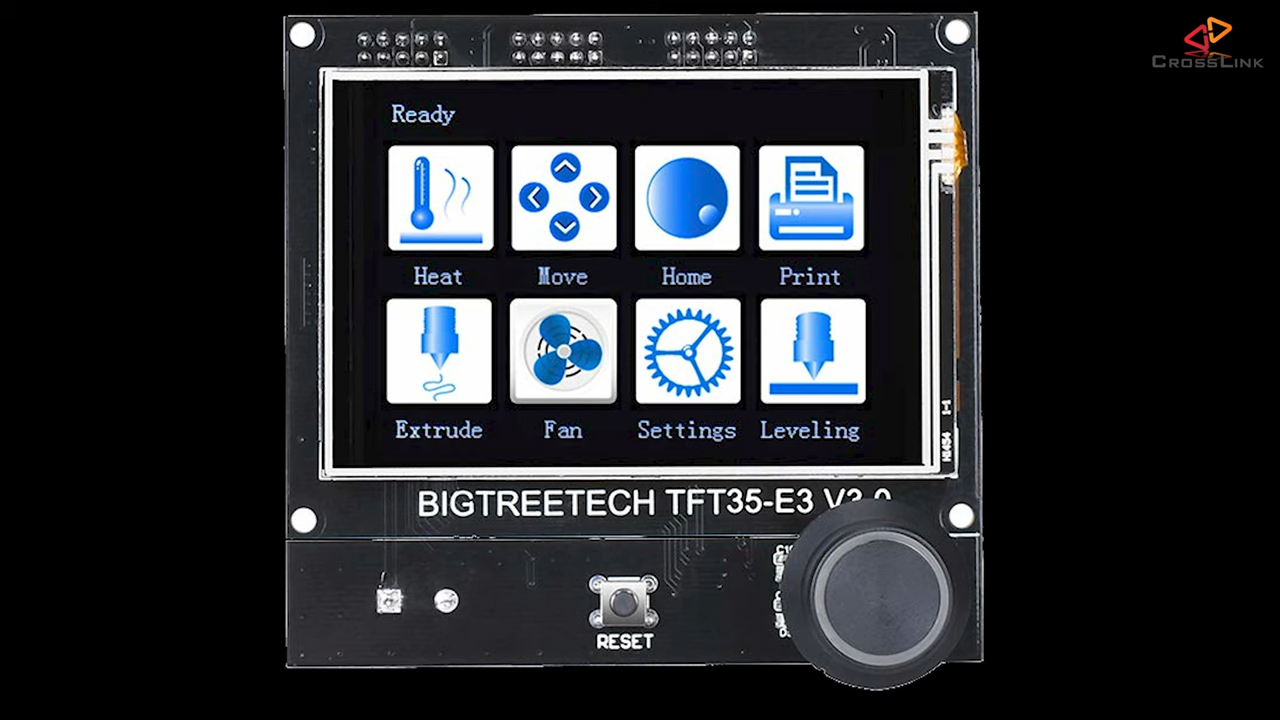 CROSSLINK
Ready
Heat Move Home Print
Extrude Fan Settings Leveling
BIGTREETECH TFT35-E3 V3.0
RESET